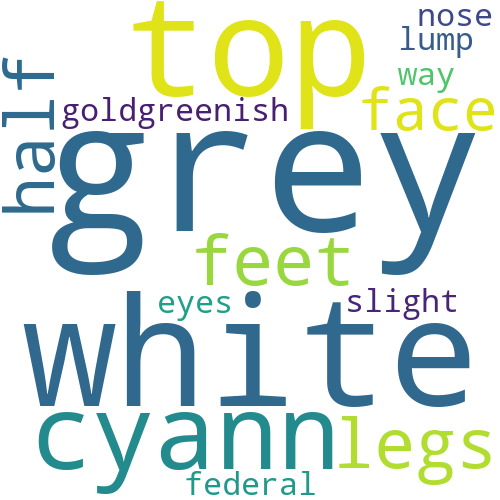 nose
top
lump
way
half
goldgreenish
face
grey
feet
eyes
slight
white
cyann
legs
federal